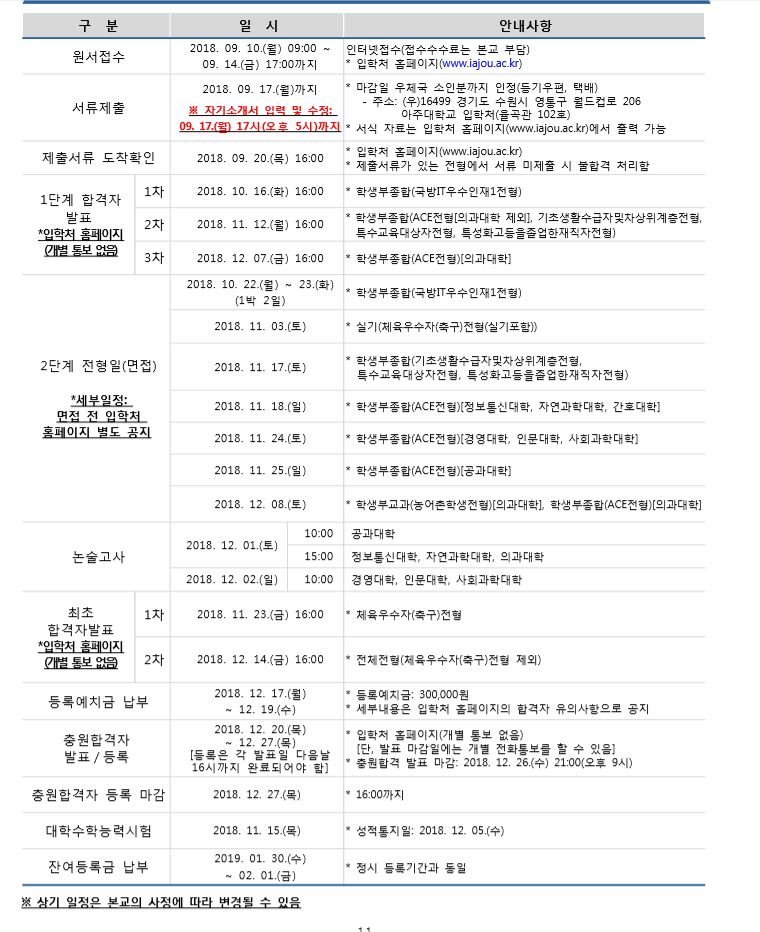 구 분 일 시 안내사항
원서접수 2018. 09. 10.(월) 09:00 ~ 인터넷접수(접수수수료는 본교 부담)
09. 14.(금) 17:00까지 * 입학처 홈페이지(www.iajou.ac.kr)
서류제출 2018. 09. 17.(월)까지 * 마감일 우체국 소인분까지 인정(등기우편, 택배)
- 주소: (우)16499 경기도 수원시 영통구 월드컵로 206
※ 자기소개서 입력 및 수정: 아주대학교 입학처(율곡관 102호)
09. 17.(월) 17시(오후 5시)까지 * 서식 자료는 입학처 홈페이지(www.iajou.ac.kr)에서 출력 가능
제출서류 도착확인 2018. 09. 20.(목) 16:00 * 입학처 홈페이지(www.iajou.ac.kr)
* 제출서류가 있는 전형에서 서류 미제출 시 불합격 처리함
1단계 합격자
발표
*입학처 홈페이지
(개별 통보 없음)
1차 2018. 10. 16.(화) 16:00 * 학생부종합(국방IT우수인재1전형)
2차 2018. 11. 12.(월) 16:00 * 학생부종합(ACE전형[의과대학 제외], 기초생활수급자및차상위계층전형,
특수교육대상자전형, 특성화고등을졸업한재직자전형)
3차 2018. 12. 07.(금) 16:00 * 학생부종합(ACE전형)[의과대학]
2단계 전형일(면접)
*세부일정:
면접 전 입학처
홈페이지 별도 공지
2018. 10. 22.(월) ~ 23.(화) * 학생부종합(국방IT우수인재1전형)
(1박 2일)
2018. 11. 03.(토) * 실기(체육우수자(축구)전형(실기포함))
2018. 11. 17.(토) * 학생부종합(기초생활수급자및차상위계층전형,
특수교육대상자전형, 특성화고등을졸업한재직자전형)
2018. 11. 18.(일) * 학생부종합(ACE전형)[정보통신대학, 자연과학대학, 간호대학]
2018. 11. 24.(토) * 학생부종합(ACE전형)[경영대학, 인문대학, 사회과학대학]
2018. 11. 25.(일) * 학생부종합(ACE전형)[공과대학]
2018. 12. 08.(토) * 학생부교과(농어촌학생전형)[의과대학], 학생부종합(ACE전형)[의과대학]
논술고사 2018. 12. 01.(토) 10:00 공과대학
15:00 정보통신대학, 자연과학대학, 의과대학
2018. 12. 02.(일) 10:00 경영대학, 인문대학, 사회과학대학
최초
합격자발표
*입학처 홈페이지
(개별 통보 없음)
1차 2018. 11. 23.(금) 16:00 * 체육우수자(축구)전형
2차 2018. 12. 14.(금) 16:00 * 전체전형(체육우수자(축구)전형 제외)
등록예치금 납부 2018. 12. 17.(월) * 등록예치금: 300,000원
~ 12. 19.(수) * 세부내용은 입학처 홈페이지의 합격자 유의사항으로 공지
충원합격자
발표 / 등록
2018. 12. 20.(목)
~ 12. 27.(목)
[등록은 각 발표일 다음날
16시까지 완료되어야 함]
* 입학처 홈페이지(개별 통보 없음)
[단, 발표 마감일에는 개별 전화통보를 할 수 있음]
* 충원합격 발표 마감: 2018. 12. 26.(수) 21:00(오후 9시)
충원합격자 등록 마감 2018. 12. 27.(목) * 16:00까지
대학수학능력시험 2018. 11. 15.(목) * 성적통지일: 2018. 12. 05.(수)
잔여등록금 납부 2019. 01. 30.(수) * 정시 등록기간과 동일
~ 02. 01.(금)
※ 상기 일정은 본교의 사정에 따라 변경될 수 있음